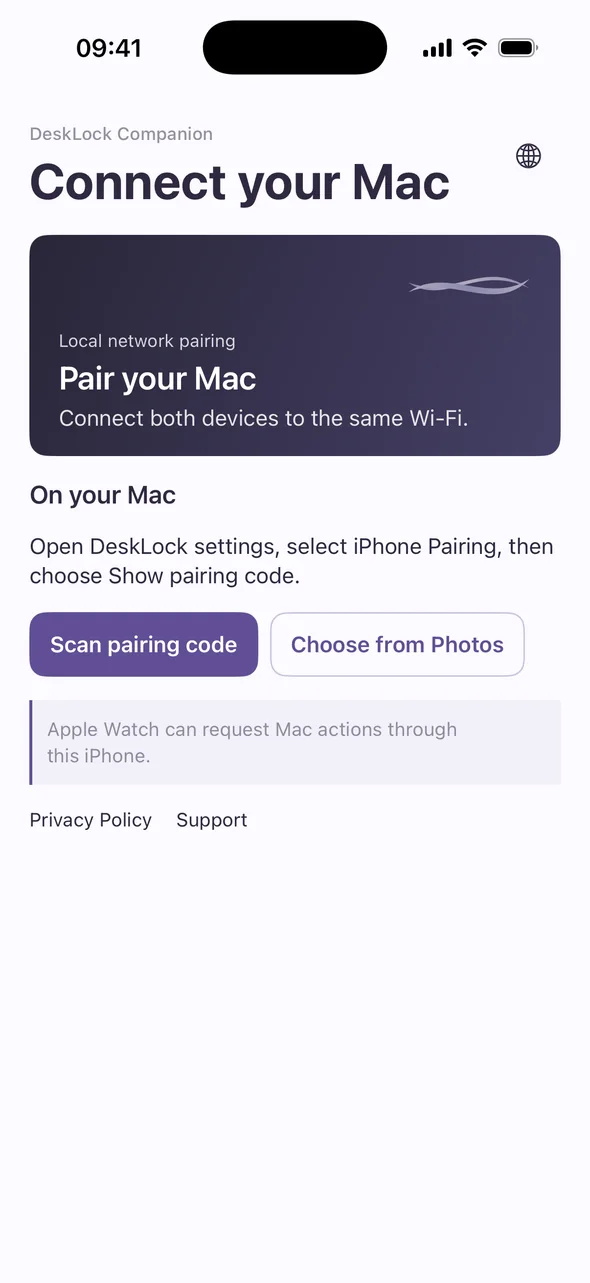 09:41
DeskLock Companion
Connect your Mac
Local network pairing
Pair your Mac
Connect both devices to the same Wi-Fi.
On your Mac
Open DeskLock settings, select iPhone Pairing, then
choose Show pairing code.
Scan pairing code
Choose from Photos
Apple Watch can request Mac actions through
this iPhone.
Privacy Policy
Support